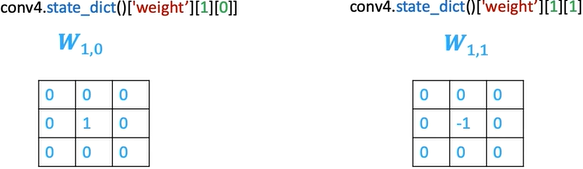 conv4.state_dict()['weight'][1][0]] conv4.state_dict()['weight'][1][1]
W1,0 W1,1
0 0 0 0 0 0
0 1 0 0 -1 0
0 0 0 0 0 0